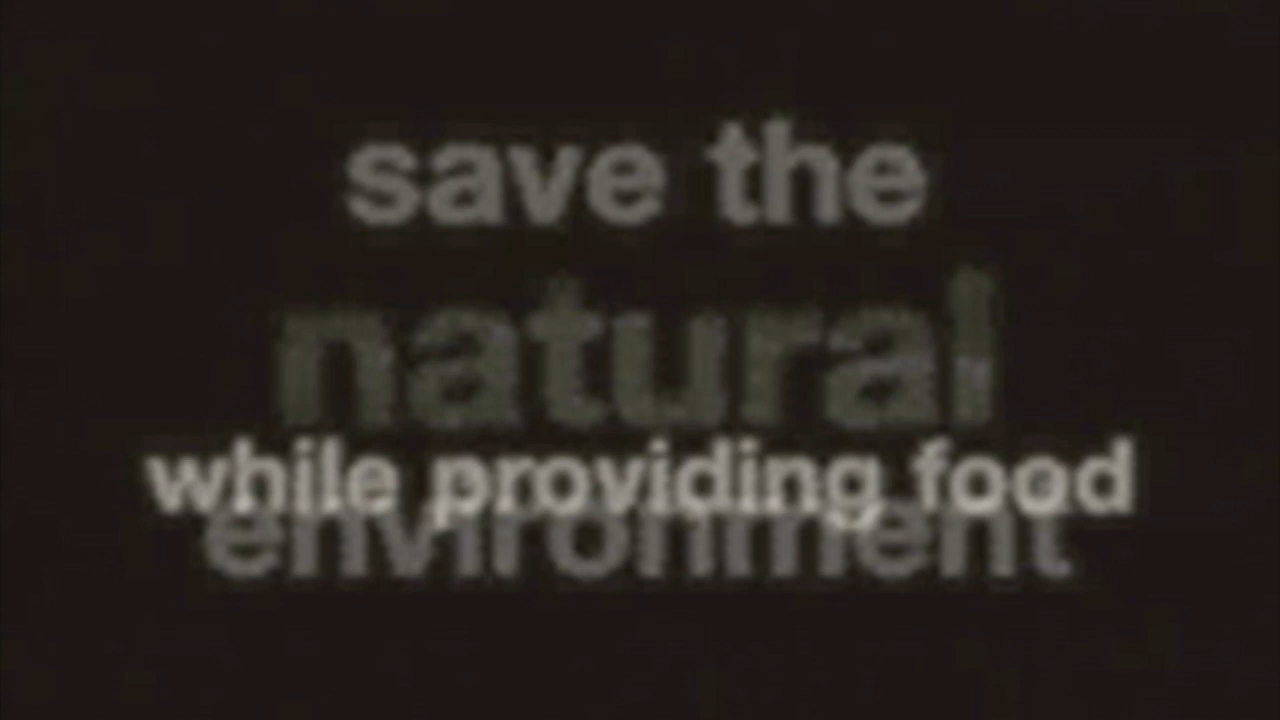 save the
natural
while providing food
environment